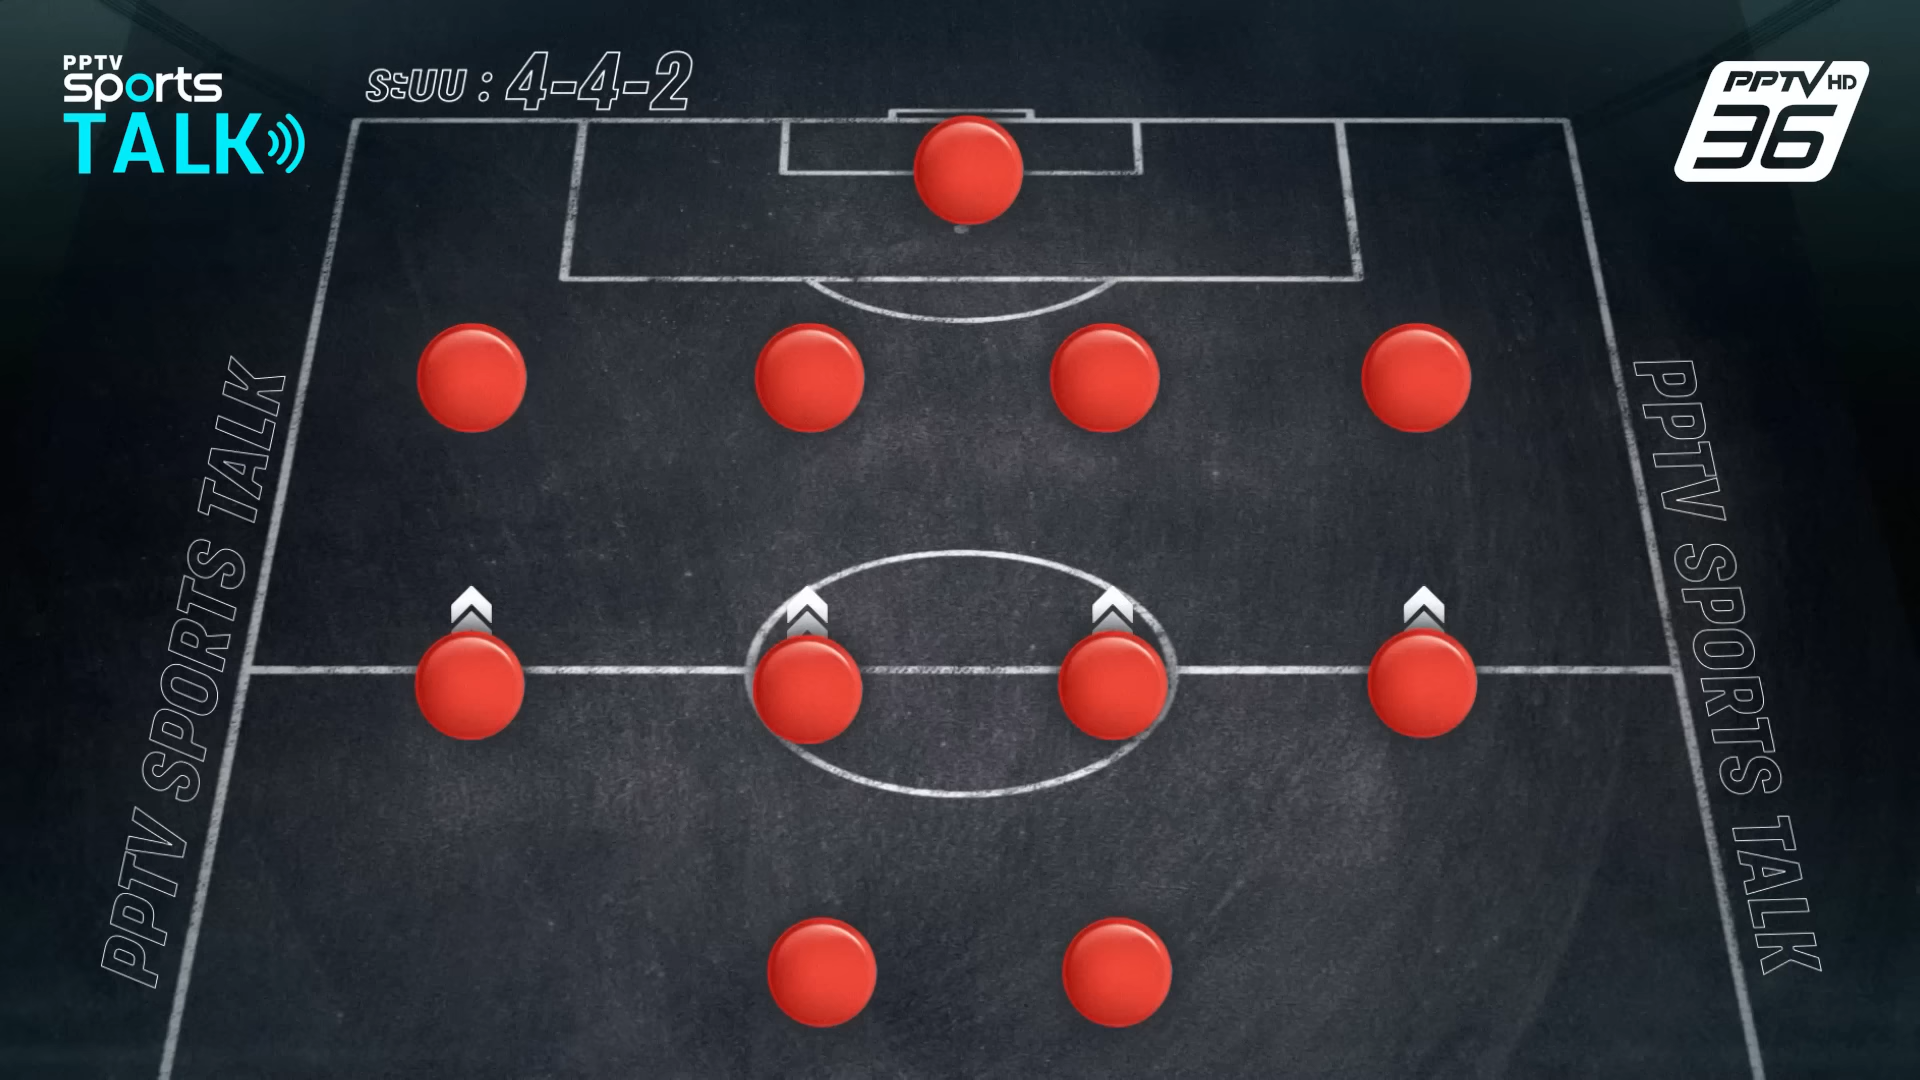 PPTV
sports
TALK
ระบบ : 4-4-2
PPTV HD
36
PPTV SPORTS TALK
PPTV SPORTS TALK